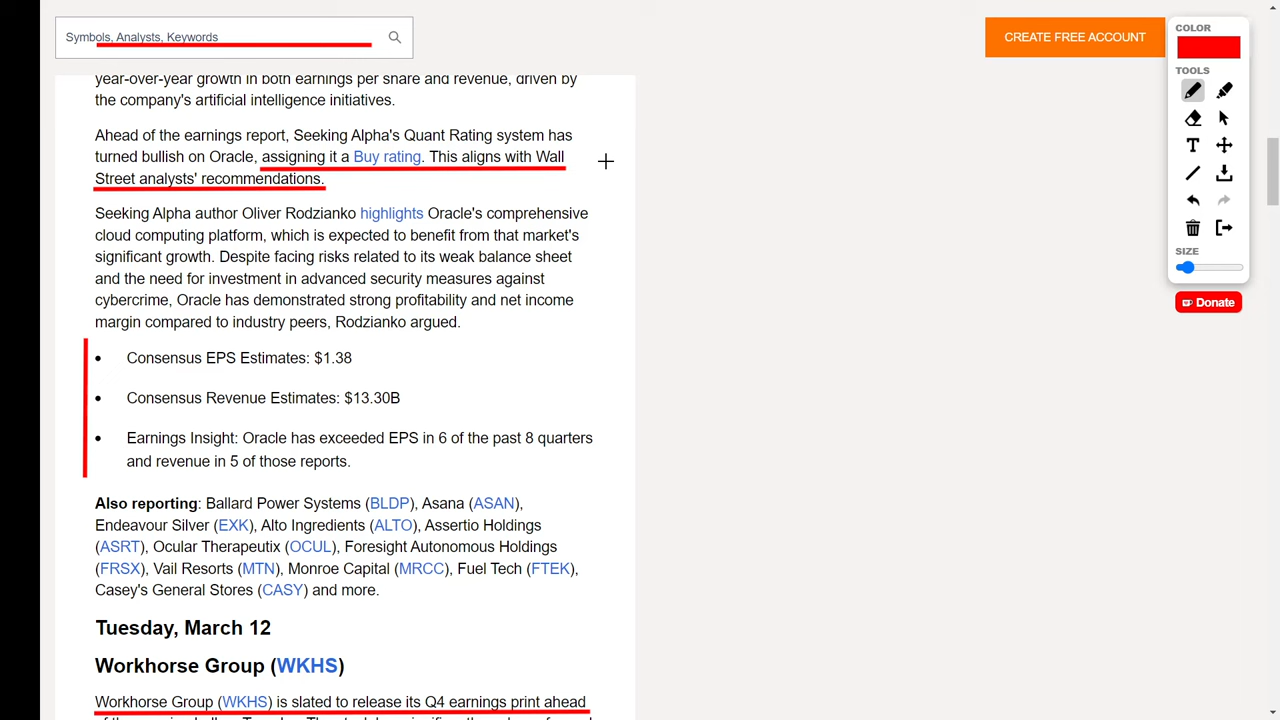 Symbols, Analysts, Keywords
CREATE FREE ACCOUNT
COLOR
TOOLS
T
SIZE
Donate
year-over-year growth in both earnings per share and revenue, driven by
the company's artificial intelligence initiatives.
Ahead of the earnings report, Seeking Alpha's Quant Rating system has
turned bullish on Oracle, assigning it a Buy rating. This aligns with Wall
Street analysts' recommendations.
Seeking Alpha author Oliver Rodzianko highlights Oracle's comprehensive
cloud computing platform, which is expected to benefit from that market's
significant growth. Despite facing risks related to its weak balance sheet
and the need for investment in advanced security measures against
cybercrime, Oracle has demonstrated strong profitability and net income
margin compared to industry peers, Rodzianko argued.
• Consensus EPS Estimates: $1.38
• Consensus Revenue Estimates: $13.30B
• Earnings Insight: Oracle has exceeded EPS in 6 of the past 8 quarters
and revenue in 5 of those reports.
Also reporting: Ballard Power Systems (BLDP), Asana (ASAN),
Endeavour Silver (EXK), Alto Ingredients (ALTO), Assertio Holdings
(ASRT), Ocular Therapeutix (OCUL), Foresight Autonomous Holdings
(FRSX), Vail Resorts (MTN), Monroe Capital (MRCC), Fuel Tech (FTEK),
Casey's General Stores (CASY) and more.
Tuesday, March 12
Workhorse Group (WKHS)
Workhorse Group (WKHS) is slated to release its Q4 earnings print ahead